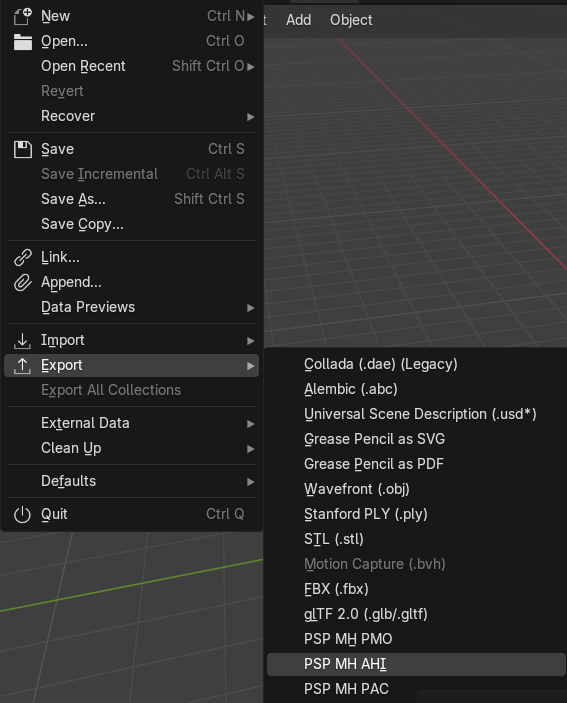 New Ctrl N
Open... Ctrl O
Open Recent Shift Ctrl O
Revert
Recover
Save Ctrl S
Save Incremental Ctrl Alt S
Save As... Shift Ctrl S
Save Copy...
Link...
Append...
Data Previews
Import
Export
Export All Collections
External Data
Clean Up
Defaults
Quit Ctrl Q
Add Object
Collada (.dae) (Legacy)
Alembic (.abc)
Universal Scene Description (.usd*)
Grease Pencil as SVG
Grease Pencil as PDF
Wavefront (.obj)
Stanford PLY (.ply)
STL (.stl)
Motion Capture (.bvh)
FBX (.fbx)
glTF 2.0 (.glb/.gltf)
PSP MH PMO
PSP MH AHI
PSP MH PAC